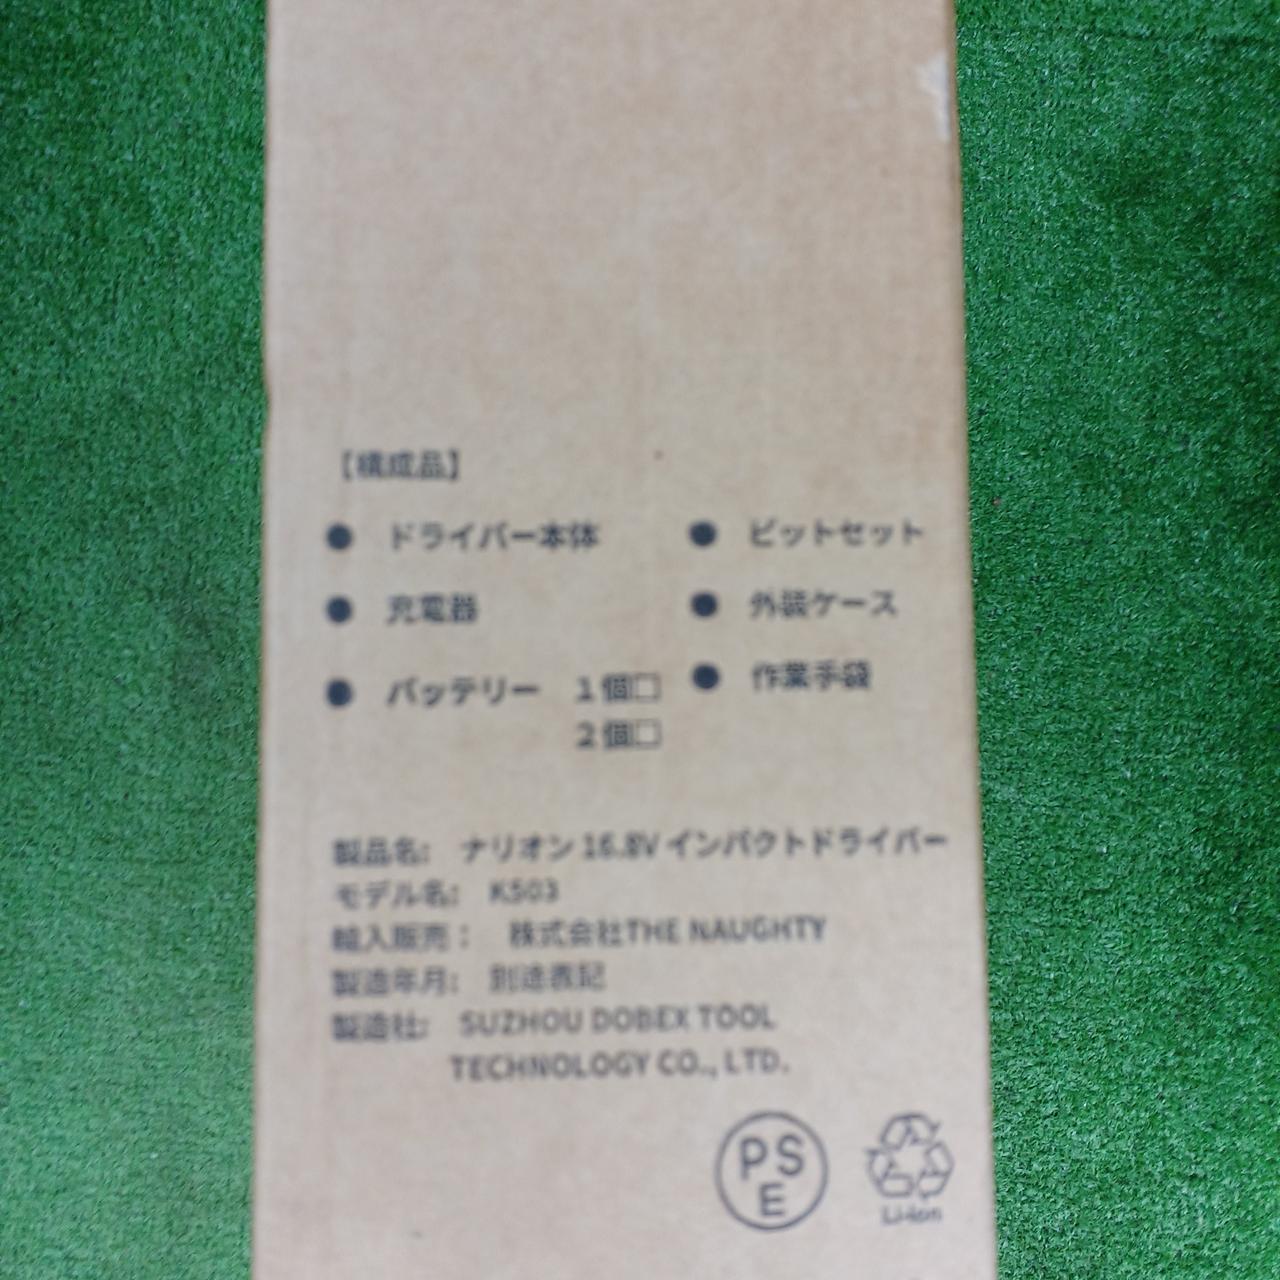 【構成品】
● ドライバー本体
● 充電器
● バッテリー 1個□
2個□
● ビットセット
● 外装ケース
● 作業手袋
製品名: ナリオン 16.8V インパクトドライバー
モデル名: K503
輸入販売： 株式会社THE NAUGHTY
製造年月: 別途表記
製造社: SUZHOU DOBEX TOOL
TECHNOLOGY CO., LTD.
PSE
Li-ion